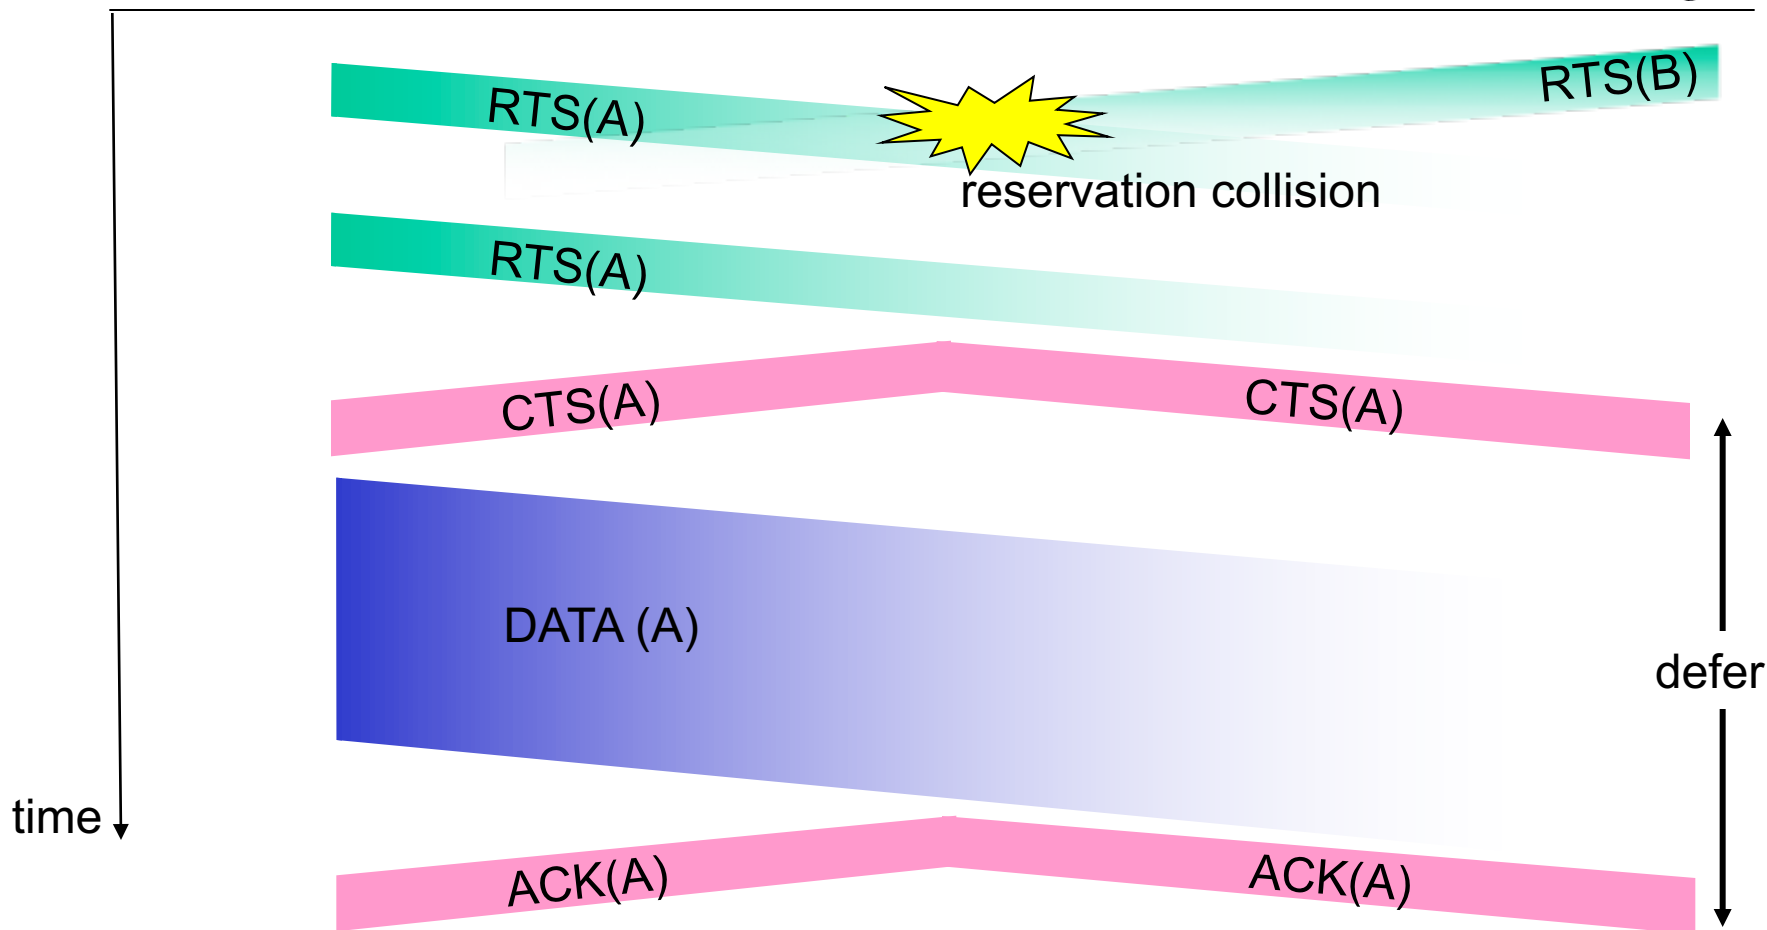 RTS(A)
RTS(B)
reservation collision
RTS(A)
CTS(A)
CTS(A)
DATA (A)
defer
time
ACK(A)
ACK(A)